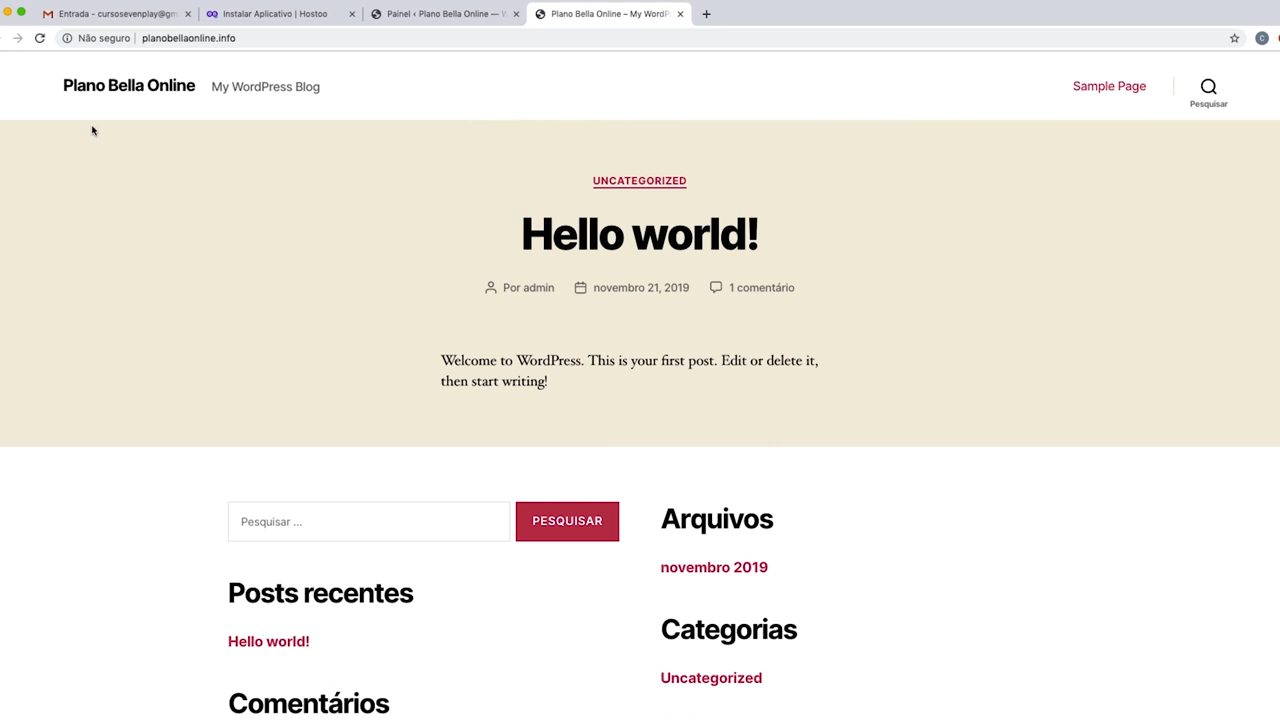 Entrada - cursosevenplay@gm
Instalar Aplicativo | Hostoo
Painel ‹ Plano Bella Online —
Plano Bella Online – My WordP
Não seguro
planobellaonline.info
C
Plano Bella Online
My WordPress Blog
Sample Page
Pesquisar
UNCATEGORIZED
Hello world!
Por admin
novembro 21, 2019
1 comentário
Welcome to WordPress. This is your first post. Edit or delete it,
then start writing!
Pesquisar ...
PESQUISAR
Posts recentes
Hello world!
Comentários
Arquivos
novembro 2019
Categorias
Uncategorized